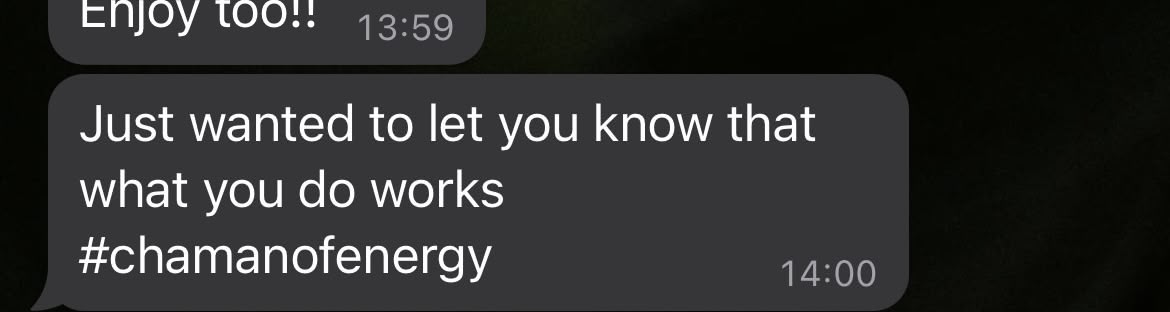 Enjoy too!! 13:59
Just wanted to let you know that
what you do works
#chamanofenergy
14:00